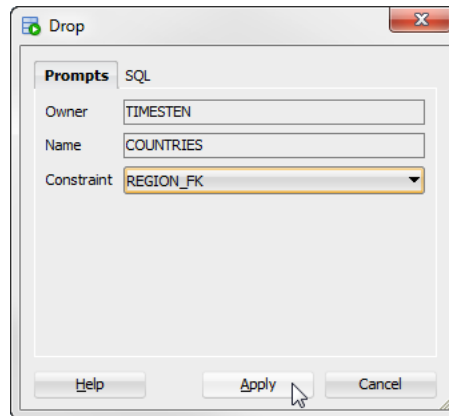 Drop
Prompts SQL
Owner TIMESTEN
Name COUNTRIES
Constraint REGION_FK
Help Apply Cancel